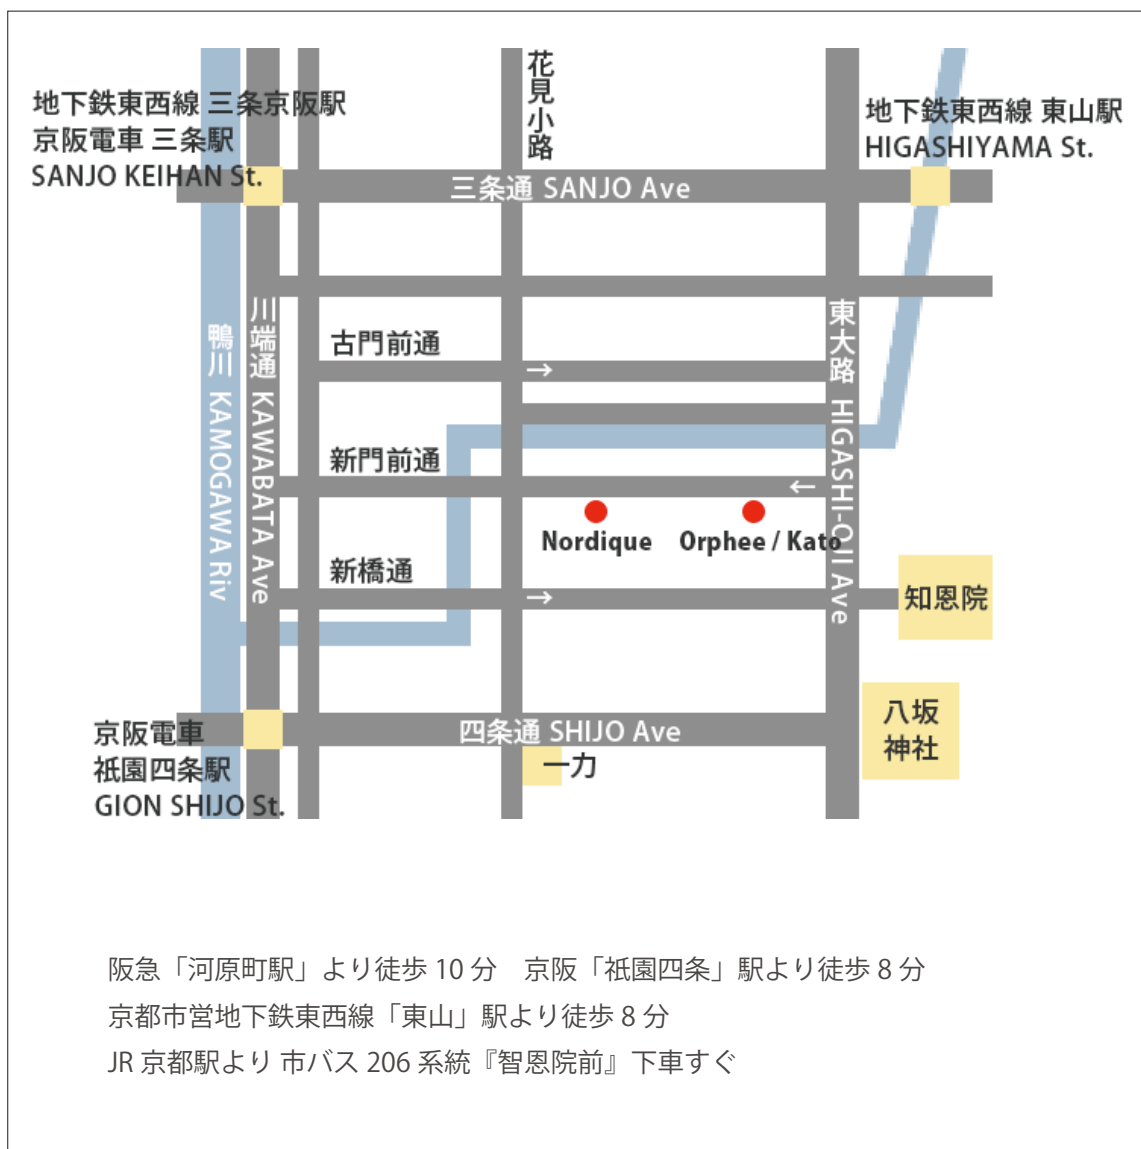 花見小路
地下鉄東西線 三条京阪駅
京阪電車 三条駅
SANJO KEIHAN St.
地下鉄東西線 東山駅
HIGASHIYAMA St.
三条通 SANJO Ave
鴨川 KAMOGAWA Riv
川端通 KAWABATA Ave
東大路 HIGASHI-OJI Ave
古門前通
→
新門前通
←
Nordique
Orphee / Kato
新橋通
→
知恩院
八坂
神社
四条通 SHIJO Ave
一力
京阪電車
祇園四条駅
GION SHIJO St.
阪急「河原町駅」より徒歩 10 分　京阪「祇園四条」駅より徒歩 8 分
京都市営地下鉄東西線「東山」駅より徒歩 8 分
JR 京都駅より 市バス 206 系統『智恩院前』下車すぐ